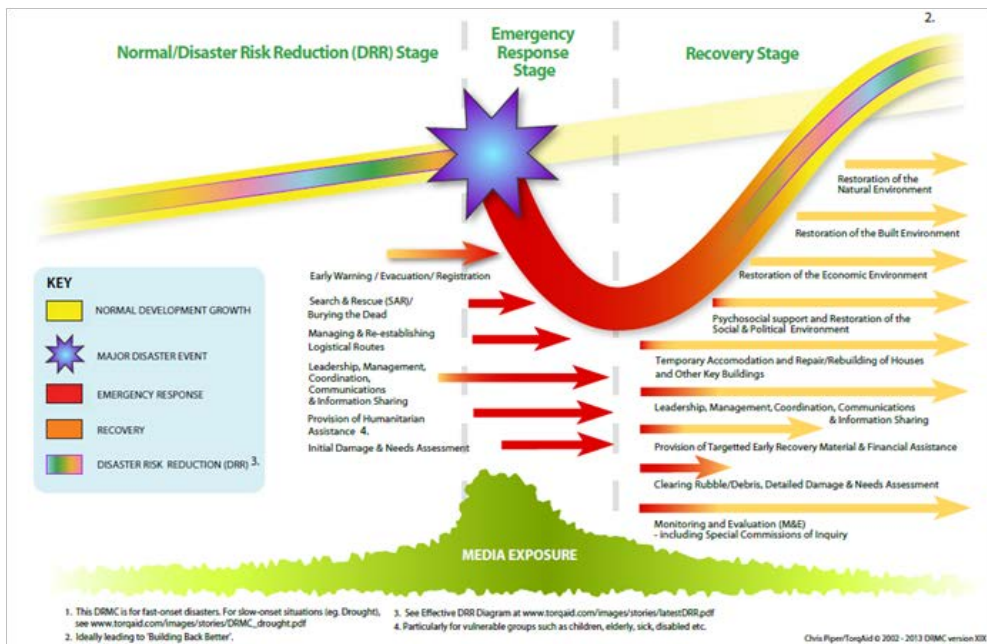 2.
Normal/Disaster Risk Reduction (DRR) Stage
Emergency
Response
Stage
Recovery Stage
Restoration of the
Natural Environment
Restoration of the Built Environment
Restoration of the Economic Environment
Psychosocial support and Restoration of the
Social & Political Environment
Temporary Accomodation and Repair/Rebuilding of Houses
and Other Key Buildings
Leadership, Management, Coordination, Communications
& Information Sharing
Provision of Targetted Early Recovery Material & Financial Assistance
Clearing Rubble/Debris, Detailed Damage & Needs Assessment
Monitoring and Evaluation (M&E)
- including Special Commissions of Inquiry
Early Warning / Evacuation/ Registration
Search & Rescue (SAR)/
Burying the Dead
Managing & Re-establishing
Logistical Routes
Leadership, Management,
Coordination,
Communications
& Information Sharing
Provision of Humanitarian
Assistance 4.
Initial Damage & Needs Assessment
KEY
NORMAL DEVELOPMENT GROWTH
MAJOR DISASTER EVENT
EMERGENCY RESPONSE
RECOVERY
DISASTER RISK REDUCTION (DRR) 3.
MEDIA EXPOSURE
1. This DRMC is for fast-onset disasters. For slow-onset situations (eg. Drought),
see www.torqaid.com/images/stories/DRMC_drought.pdf
2. Ideally leading to 'Building Back Better'.
3. See Effective DRR Diagram at www.torqaid.com/images/stories/latestDRR.pdf
4. Particularly for vulnerable groups such as children, elderly, sick, disabled etc.
Chris Piper/TorqAid © 2002 - 2013 DRMC version XIX